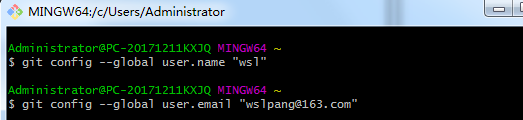 MINGW64:/c/Users/Administrator
Administrator@PC-20171211KXJQ MINGW64 ~
$ git config --global user.name "wsl"
Administrator@PC-20171211KXJQ MINGW64 ~
$ git config --global user.email "wslpang@163.com"